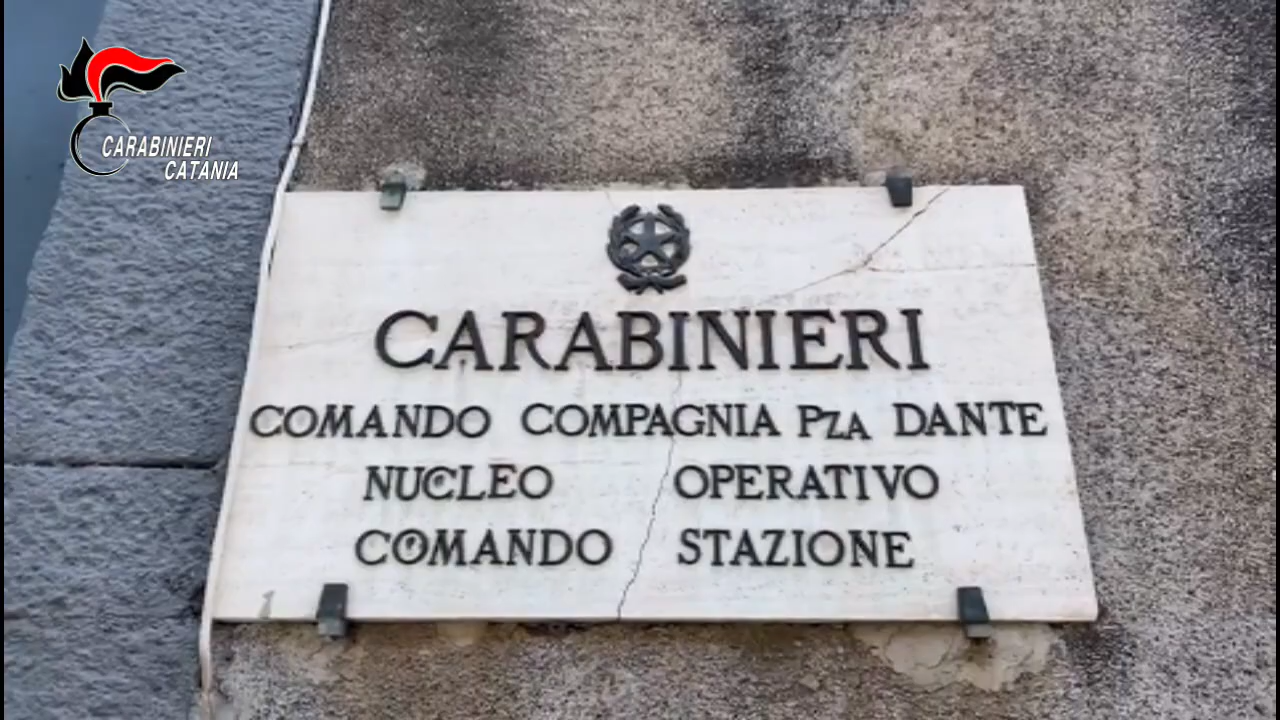 CARABINIERI
CATANIA
CARABINIERI
COMANDO COMPAGNIA PZA DANTE
NUCLEO OPERATIVO
COMANDO STAZIONE